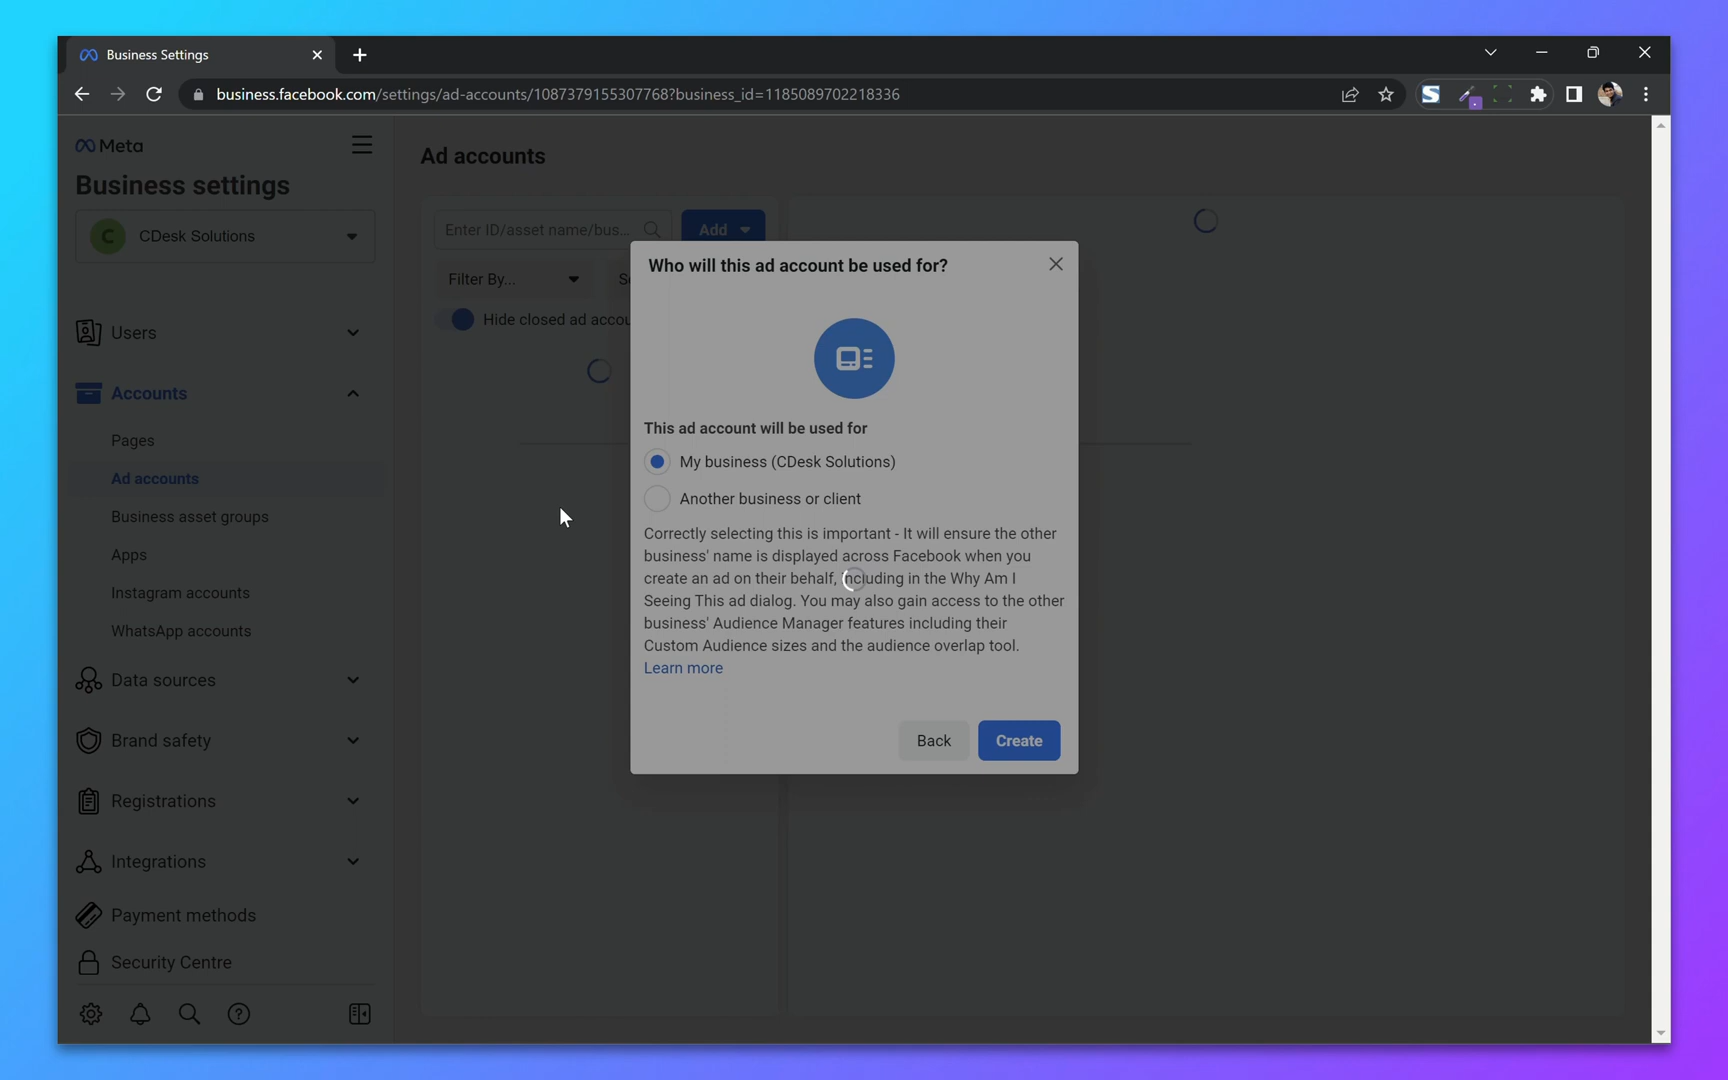 Business Settings
business.facebook.com/settings/ad-accounts/1087379155307768?business_id=1185089702218336
Meta
Business settings
C
CDesk Solutions
Users
Accounts
Pages
Ad accounts
Business asset groups
Apps
Instagram accounts
WhatsApp accounts
Data sources
Brand safety
Registrations
Integrations
Payment methods
Security Centre
Ad accounts
Enter ID/asset name/bus...
Add
Filter By...
Hide closed ad
Who will this ad account be used for?
This ad account will be used for
My business (CDesk Solutions)
Another business or client
Correctly selecting this is important - It will ensure the other
business' name is displayed across Facebook when you
create an ad on their behalf, including in the Why Am I
Seeing This ad dialog. You may also gain access to the other
business' Audience Manager features including their
Custom Audience sizes and the audience overlap tool.
Learn more
Back
Create